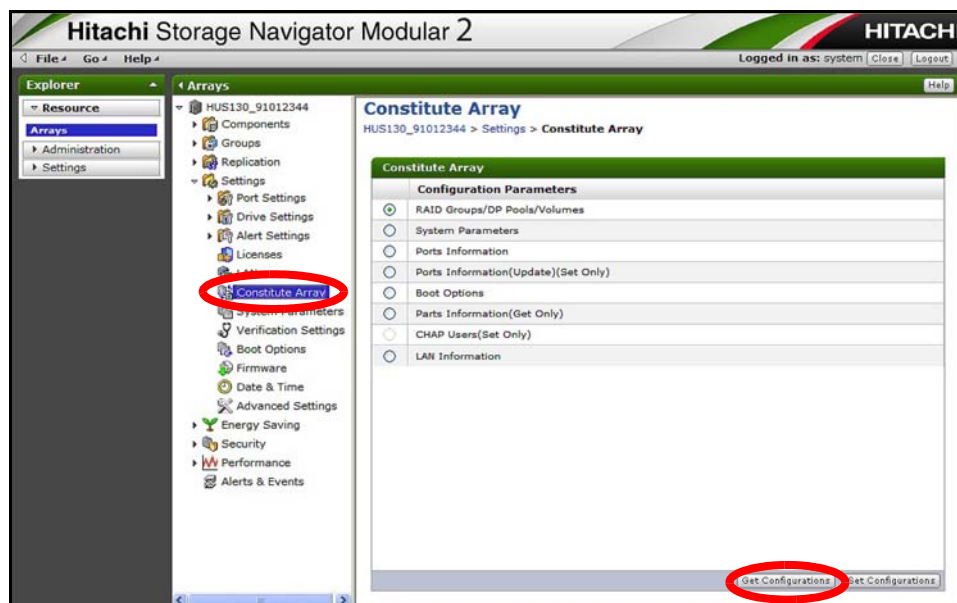 Hitachi Storage Navigator Modular 2
HITACHI
File Go Help
Logged in as: system Close Logout
Explorer
Resource
Arrays
Administration
Settings
Arrays
Help
HUS130_91012344
Components
Groups
Replication
Settings
Port Settings
Drive Settings
Alert Settings
Licenses
Constitute Array
System Parameters
Verification Settings
Boot Options
Firmware
Date & Time
Advanced Settings
Energy Saving
Security
Performance
Alerts & Events
Constitute Array
HUS130_91012344 > Settings > Constitute Array
Constitute Array
Configuration Parameters
RAID Groups/DP Pools/Volumes
System Parameters
Ports Information
Ports Information(Update)(Set Only)
Boot Options
Parts Information(Get Only)
CHAP Users(Set Only)
LAN Information
Get Configurations
Set Configurations